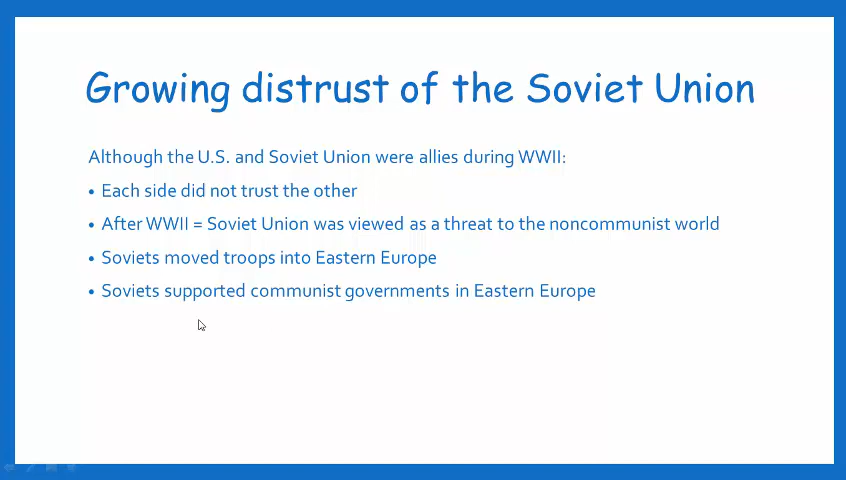 Growing distrust of the Soviet Union
Although the U.S. and Soviet Union were allies during WWII:
• Each side did not trust the other
• After WWII = Soviet Union was viewed as a threat to the noncommunist world
• Soviets moved troops into Eastern Europe
• Soviets supported communist governments in Eastern Europe